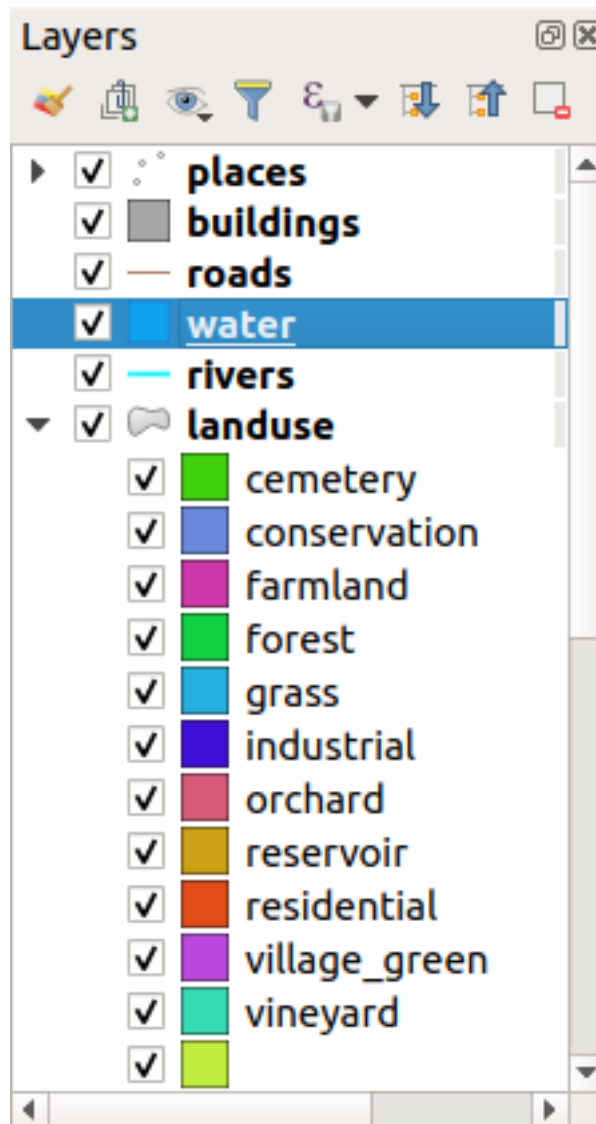 Layers
places
buildings
roads
water
rivers
landuse
cemetery
conservation
farmland
forest
grass
industrial
orchard
reservoir
residential
village_green
vineyard